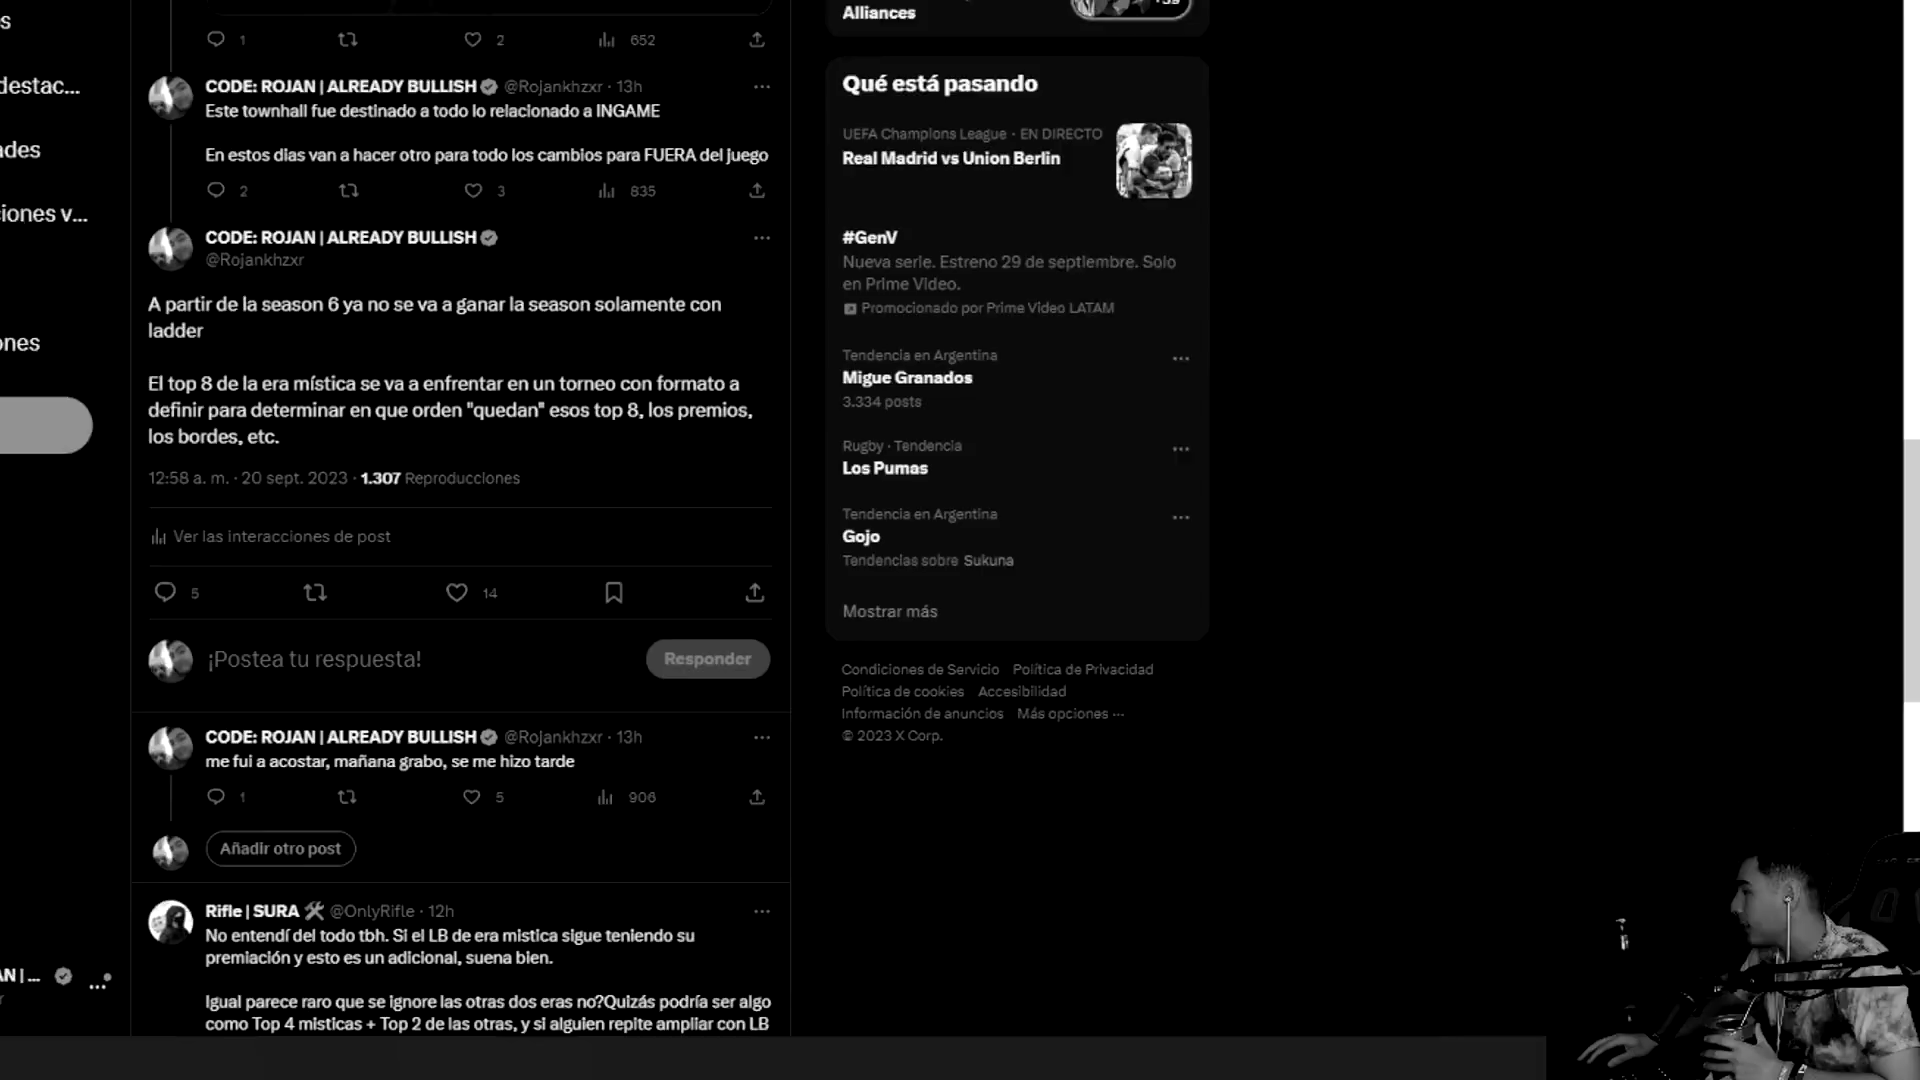 s
destac...
ades
iones v...
ones
AN | ...
1
2
652
CODE: ROJAN | ALREADY BULLISH @Rojankhzxr · 13h
Este townhall fue destinado a todo lo relacionado a INGAME
En estos dias van a hacer otro para todo los cambios para FUERA del juego
2
3
835
CODE: ROJAN | ALREADY BULLISH
@Rojankhzxr
A partir de la season 6 ya no se va a ganar la season solamente con
ladder
El top 8 de la era mística se va a enfrentar en un torneo con formato a
definir para determinar en que orden "quedan" esos top 8, los premios,
los bordes, etc.
12:58 a. m. · 20 sept. 2023 · 1.307 Reproducciones
Ver las interacciones de post
5
14
¡Postea tu respuesta!
Responder
CODE: ROJAN | ALREADY BULLISH @Rojankhzxr · 13h
me fui a acostar, mañana grabo, se me hizo tarde
1
5
906
Añadir otro post
Rifle | SURA @OnlyRifle · 12h
No entendí del todo tbh. Si el LB de era mistica sigue teniendo su
premiación y esto es un adicional, suena bien.
Igual parece raro que se ignore las otras dos eras no?Quizás podría ser algo
como Top 4 misticas + Top 2 de las otras, y si alguien repite ampliar con LB
Alliances
Qué está pasando
UEFA Champions League · EN DIRECTO
Real Madrid vs Union Berlin
#GenV
Nueva serie. Estreno 29 de septiembre. Solo
en Prime Video.
Promocionado por Prime Video LATAM
Tendencia en Argentina
Migue Granados
3.334 posts
Rugby · Tendencia
Los Pumas
Tendencia en Argentina
Gojo
Tendencias sobre Sukuna
Mostrar más
Condiciones de Servicio Política de Privacidad
Política de cookies Accesibilidad
Información de anuncios Más opciones ···
© 2023 X Corp.